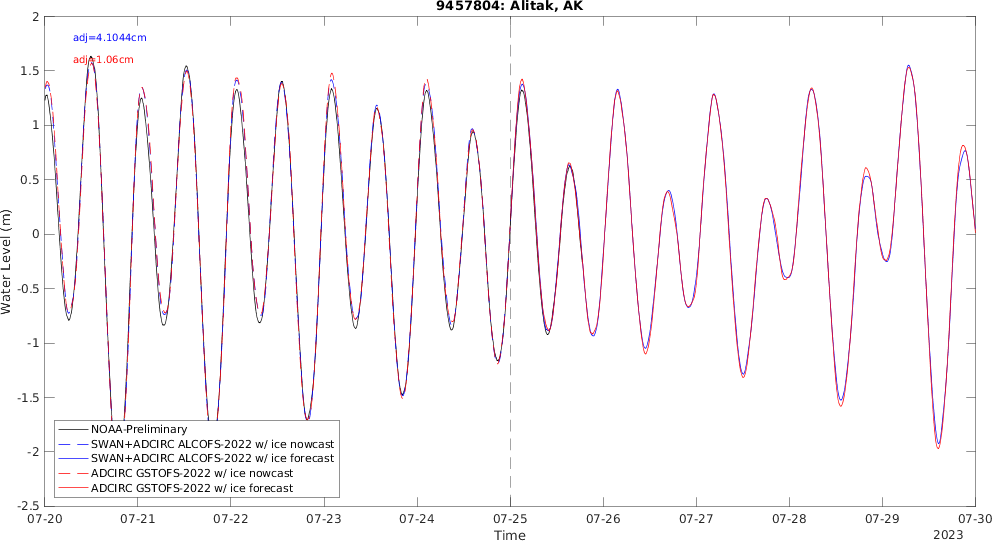 9457804: Alitak, AK
adj=4.1044cm
adj=1.06cm
Water Level (m)
2
1.5
1
0.5
0
-0.5
-1
-1.5
-2
-2.5
NOAA-Preliminary
SWAN+ADCIRC ALCOFS-2022 w/ ice nowcast
SWAN+ADCIRC ALCOFS-2022 w/ ice forecast
ADCIRC GSTOFS-2022 w/ ice nowcast
ADCIRC GSTOFS-2022 w/ ice forecast
07-20 07-21 07-22 07-23 07-24 07-25 07-26 07-27 07-28 07-29 07-30
Time
2023